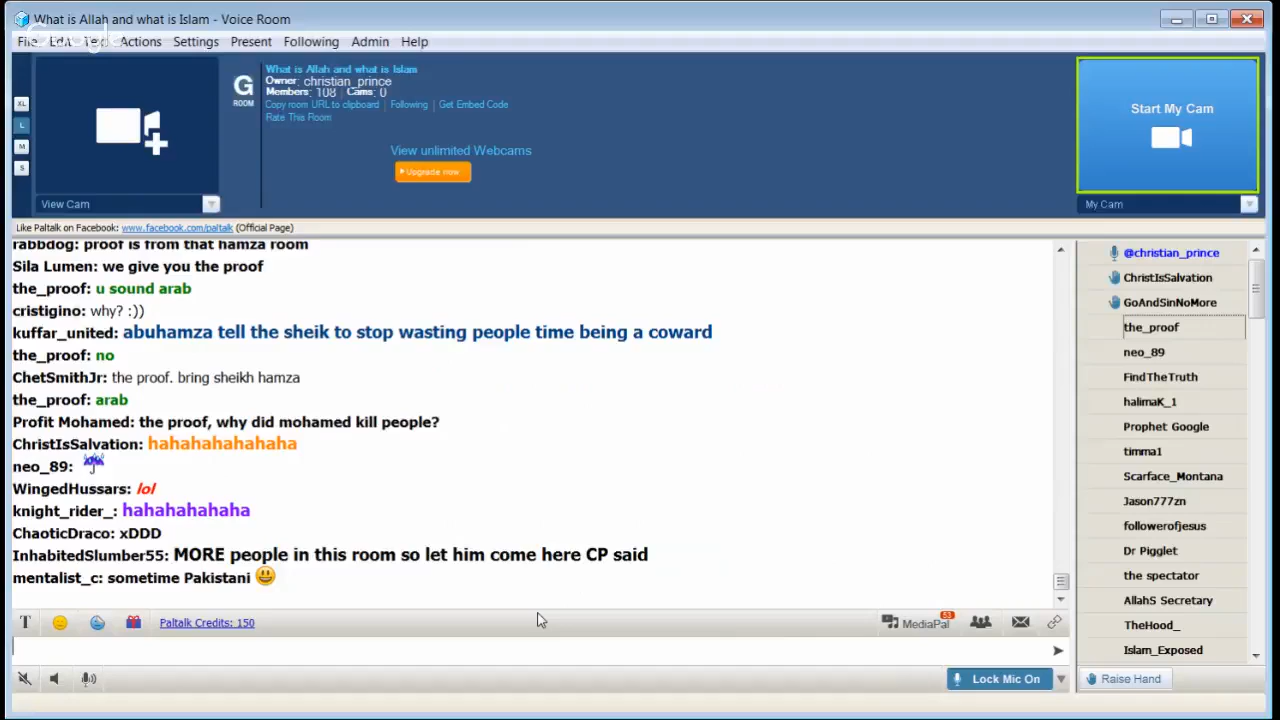 What is Allah and what is Islam - Voice Room
Google
File Edit Text Actions Settings Present Following Admin Help
XL
L
M
S
View Cam
G
ROOM
What is Allah and what is Islam
Owner: christian_prince
Members: 108 Cams: 0
Copy room URL to clipboard | Following | Get Embed Code
Rate This Room
View unlimited Webcams
Upgrade now
Start My Cam
My Cam
Like Paltalk on Facebook: www.facebook.com/paltalk (Official Page)
rabbdog: proof is from that hamza room
Sila Lumen: we give you the proof
the_proof: u sound arab
cristigino: why? :))
kuffar_united: abuhamza tell the sheik to stop wasting people time being a coward
the_proof: no
ChetSmithJr: the proof. bring sheikh hamza
the_proof: arab
Profit Mohamed: the proof, why did mohamed kill people?
ChristIsSalvation: hahahahahahaha
neo_89:
WingedHussars: lol
knight_rider_: hahahahahaha
ChaoticDraco: xDDD
InhabitedSlumber55: MORE people in this room so let him come here CP said
mentalist_c: sometime Pakistani
@christian_prince
ChristIsSalvation
GoAndSinNoMore
the_proof
neo_89
FindTheTruth
halimaK_1
Prophet Google
timma1
Scarface_Montana
Jason777zn
followerofjesus
Dr Pigglet
the spectator
AllahS Secretary
TheHood_
Islam_Exposed
T
Paltalk Credits: 150
MediaPal
53
Lock Mic On
Raise Hand